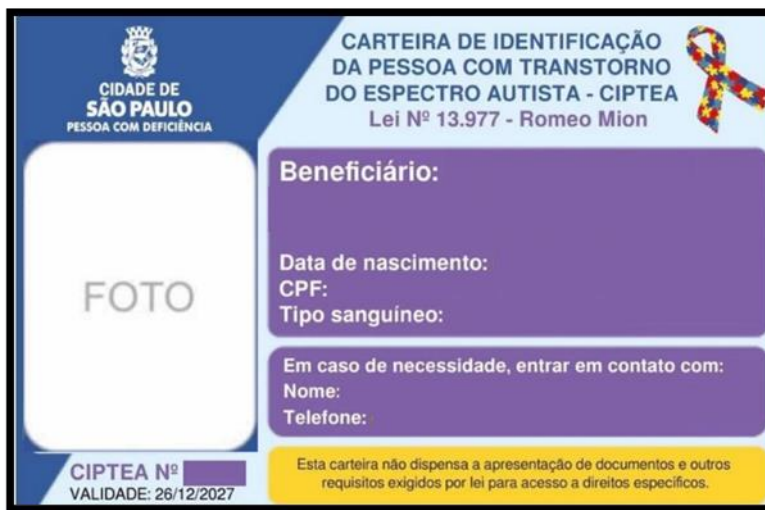 CIDADE DE
SÃO PAULO
PESSOA COM DEFICIÊNCIA
CARTEIRA DE IDENTIFICAÇÃO
DA PESSOA COM TRANSTORNO
DO ESPECTRO AUTISTA - CIPTEA
Lei Nº 13.977 - Romeo Mion
FOTO
Beneficiário:
Data de nascimento:
CPF:
Tipo sanguíneo:
Em caso de necessidade, entrar em contato com:
Nome:
Telefone:
CIPTEA Nº
VALIDADE: 26/12/2027
Esta carteira não dispensa a apresentação de documentos e outros
requisitos exigidos por lei para acesso a direitos especificos.